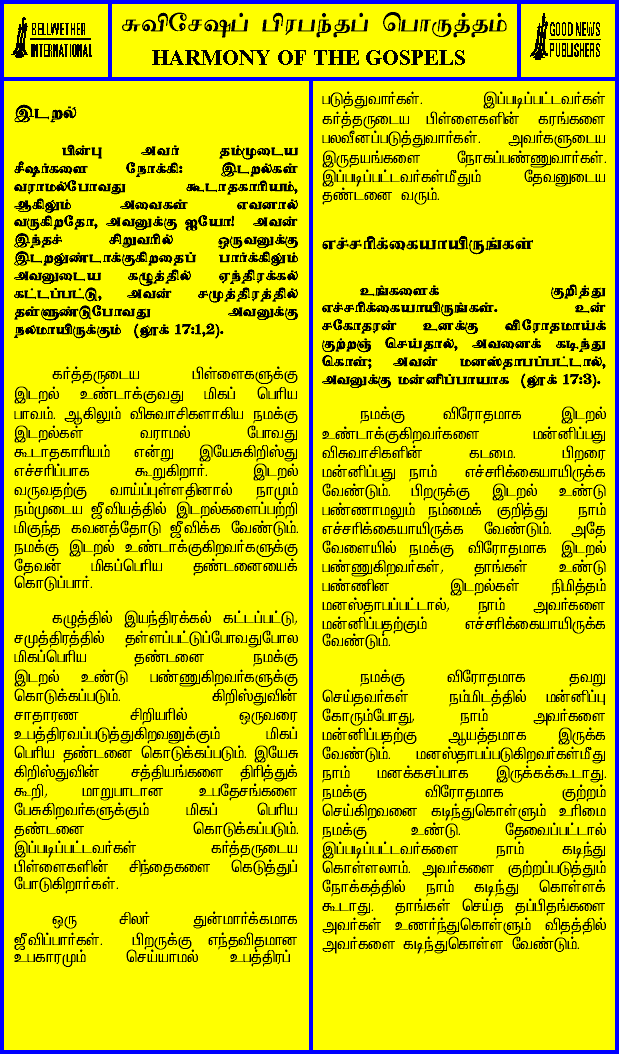 BELLWETHER
INTERNATIONAL
சுவிசேஷப் பிரபந்தப் பொருத்தம்
HARMONY OF THE GOSPELS
GOOD NEWS
PUBLISHERS
இடறல்
பின்பு அவர் தம்முடைய
சீஷர்களை நோக்கி: இடறல்கள்
வராமல்போவது கூடாதகாரியம்,
ஆகிலும் அவைகள் எவனால்
வருகிறதோ, அவனுக்கு ஐயோ! அவன்
இந்தச் சிறுவரில் ஒருவனுக்கு
இடறலுண்டாக்குகிறதைப் பார்க்கிலும்
அவனுடைய கழுத்தில் ஏந்திரக்கல்
கட்டப்பட்டு, அவன் சமுத்திரத்தில்
தள்ளுண்டுபோவது அவனுக்கு
நலமாயிருக்கும் (லூக் 17:1,2).
கர்த்தருடைய பிள்ளைகளுக்கு
இடறல் உண்டாக்குவது மிகப் பெரிய
பாவம். ஆகிலும் விசுவாசிகளாகிய நமக்கு
இடறல்கள் வராமல் போவது
கூடாதகாரியம் என்று இயேசுகிறிஸ்து
எச்சரிப்பாக கூறுகிறார். இடறல்
வருவதற்கு வாய்ப்புள்ளதினால் நாமும்
நம்முடைய ஜீவியத்தில் இடறல்களைப்பற்றி
மிகுந்த கவனத்தோடு ஜீவிக்க வேண்டும்.
நமக்கு இடறல் உண்டாக்குகிறவர்களுக்கு
தேவன் மிகப்பெரிய தண்டனையைக்
கொடுப்பார்.
கழுத்தில் இயந்திரக்கல் கட்டப்பட்டு,
சமுத்திரத்தில் தள்ளப்பட்டுப்போவதுபோல
மிகப்பெரிய தண்டனை நமக்கு
இடறல் உண்டு பண்ணுகிறவர்களுக்கு
கொடுக்கப்படும். கிறிஸ்துவின்
சாதாரண சிறியரில் ஒருவரை
உபத்திரவப்படுத்துகிறவனுக்கும் மிகப்
பெரிய தண்டனை கொடுக்கப்படும். இயேசு
கிறிஸ்துவின் சத்தியங்களை திரித்துக்
கூறி, மாறுபாடான உபதேசங்களை
பேசுகிறவர்களுக்கும் மிகப் பெரிய
தண்டனை கொடுக்கப்படும்.
இப்படிப்பட்டவர்கள் கர்த்தருடைய
பிள்ளைகளின் சிந்தைகளை கெடுத்துப்
போடுகிறார்கள்.
ஒரு சிலர் துன்மார்க்கமாக
ஜீவிப்பார்கள். பிறருக்கு எந்தவிதமான
உபகாரமும் செய்யாமல் உபத்திரப்
படுத்துவார்கள். இப்படிப்பட்டவர்கள்
கர்த்தருடைய பிள்ளைகளின் கரங்களை
பலவீனப்படுத்துவார்கள். அவர்களுடைய
இருதயங்களை நோகப்பண்ணுவார்கள்.
இப்படிப்பட்டவர்கள்மீதும் தேவனுடைய
தண்டனை வரும்.
எச்சரிக்கையாயிருங்கள்
உங்களைக் குறித்து
எச்சரிக்கையாயிருங்கள். உன்
சகோதரன் உனக்கு விரோதமாய்க்
குற்றஞ் செய்தால், அவனைக் கடிந்து
கொள்; அவன் மனஸ்தாபப்பட்டால்,
அவனுக்கு மன்னிப்பாயாக (லூக் 17:3).
நமக்கு விரோதமாக இடறல்
உண்டாக்குகிறவர்களை மன்னிப்பது
விசுவாசிகளின் கடமை. பிறரை
மன்னிப்பது நாம் எச்சரிக்கையாயிருக்க
வேண்டும். பிறருக்கு இடறல் உண்டு
பண்ணாமலும் நம்மைக் குறித்து நாம்
எச்சரிக்கையாயிருக்க வேண்டும். அதே
வேளையில் நமக்கு விரோதமாக இடறல்
பண்ணுகிறவர்கள், தாங்கள் உண்டு
பண்ணின இடறல்கள் நிமித்தம்
மனஸ்தாபப்பட்டால், நாம் அவர்களை
மன்னிப்பதற்கும் எச்சரிக்கையாயிருக்க
வேண்டும்.
நமக்கு விரோதமாக தவறு
செய்தவர்கள் நம்மிடத்தில் மன்னிப்பு
கோரும்போது, நாம் அவர்களை
மன்னிப்பதற்கு ஆயத்தமாக இருக்க
வேண்டும். மனஸ்தாபப்படுகிறவர்கள்மீது
நாம் மனக்கசப்பாக இருக்கக்கூடாது.
நமக்கு விரோதமாக குற்றம்
செய்கிறவனை கடிந்துகொள்ளும் உரிமை
நமக்கு உண்டு. தேவைப்பட்டால்
இப்படிப்பட்டவர்களை நாம் கடிந்து
கொள்ளலாம். அவர்களை குற்றப்படுத்தும்
நோக்கத்தில் நாம் கடிந்து கொள்ளக்
கூடாது. தாங்கள் செய்த தப்பிதங்களை
அவர்கள் உணர்ந்துகொள்ளும் விதத்தில்
அவர்களை கடிந்துகொள்ள வேண்டும்.